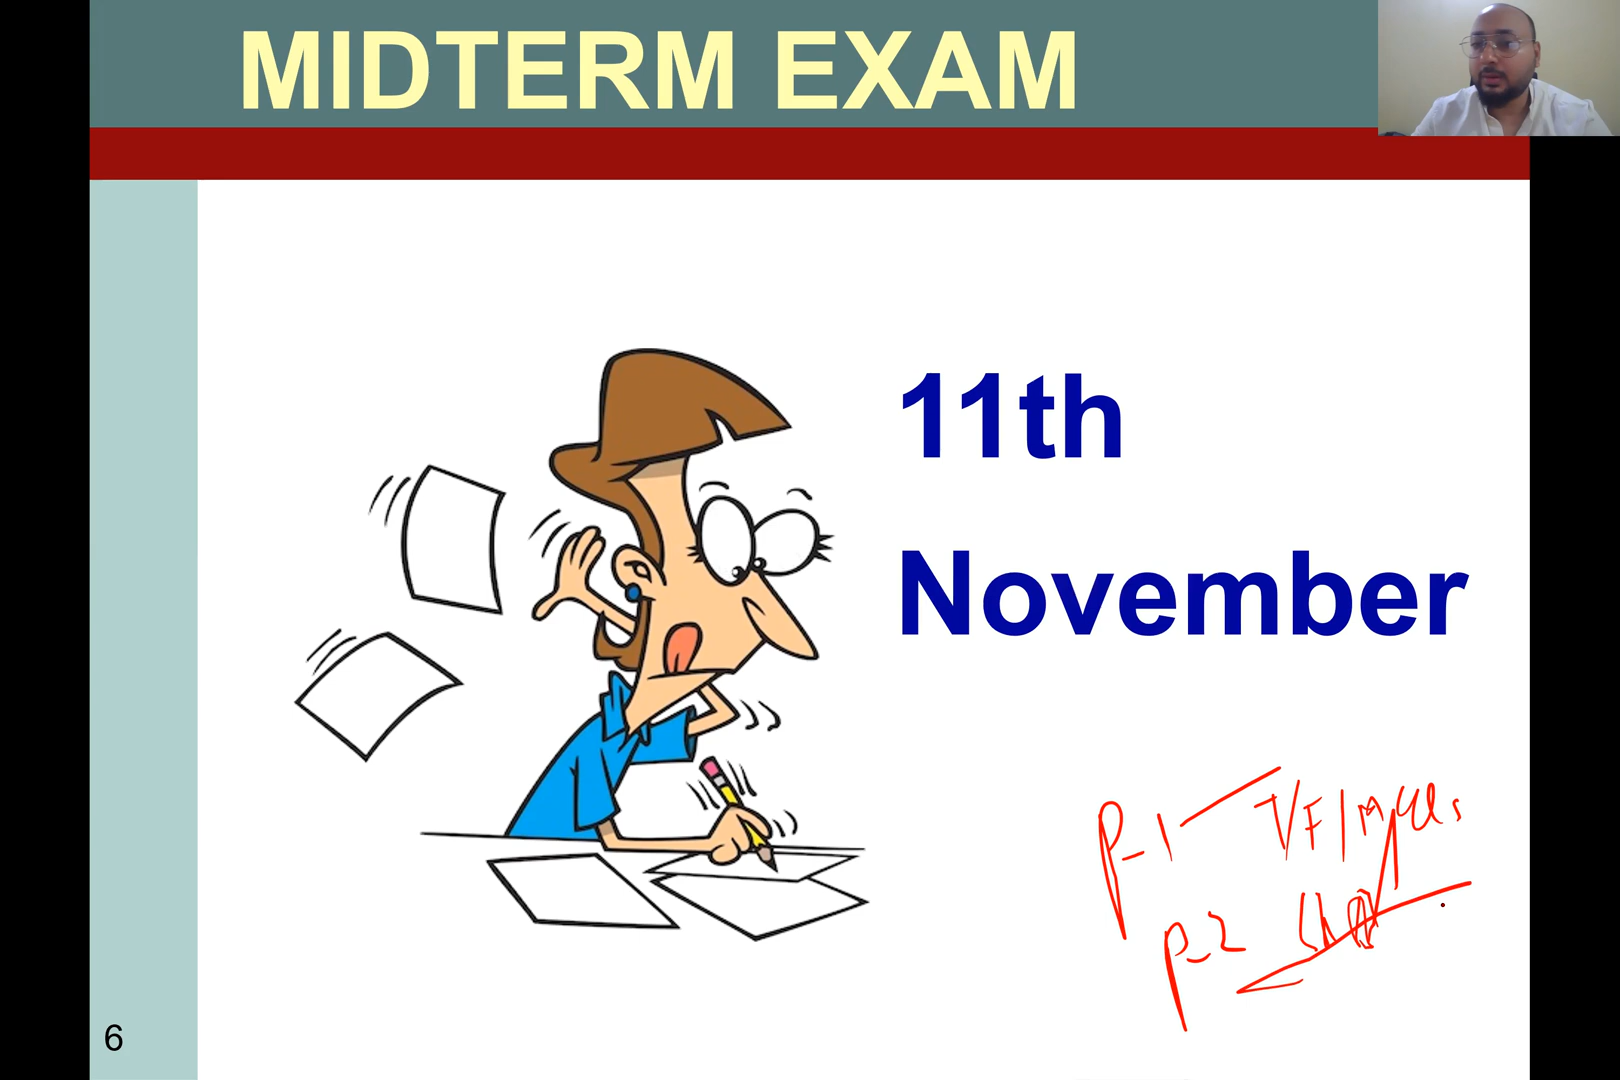 MIDTERM EXAM
11th
November
P-1 — T/F/MCQs
P-2
6